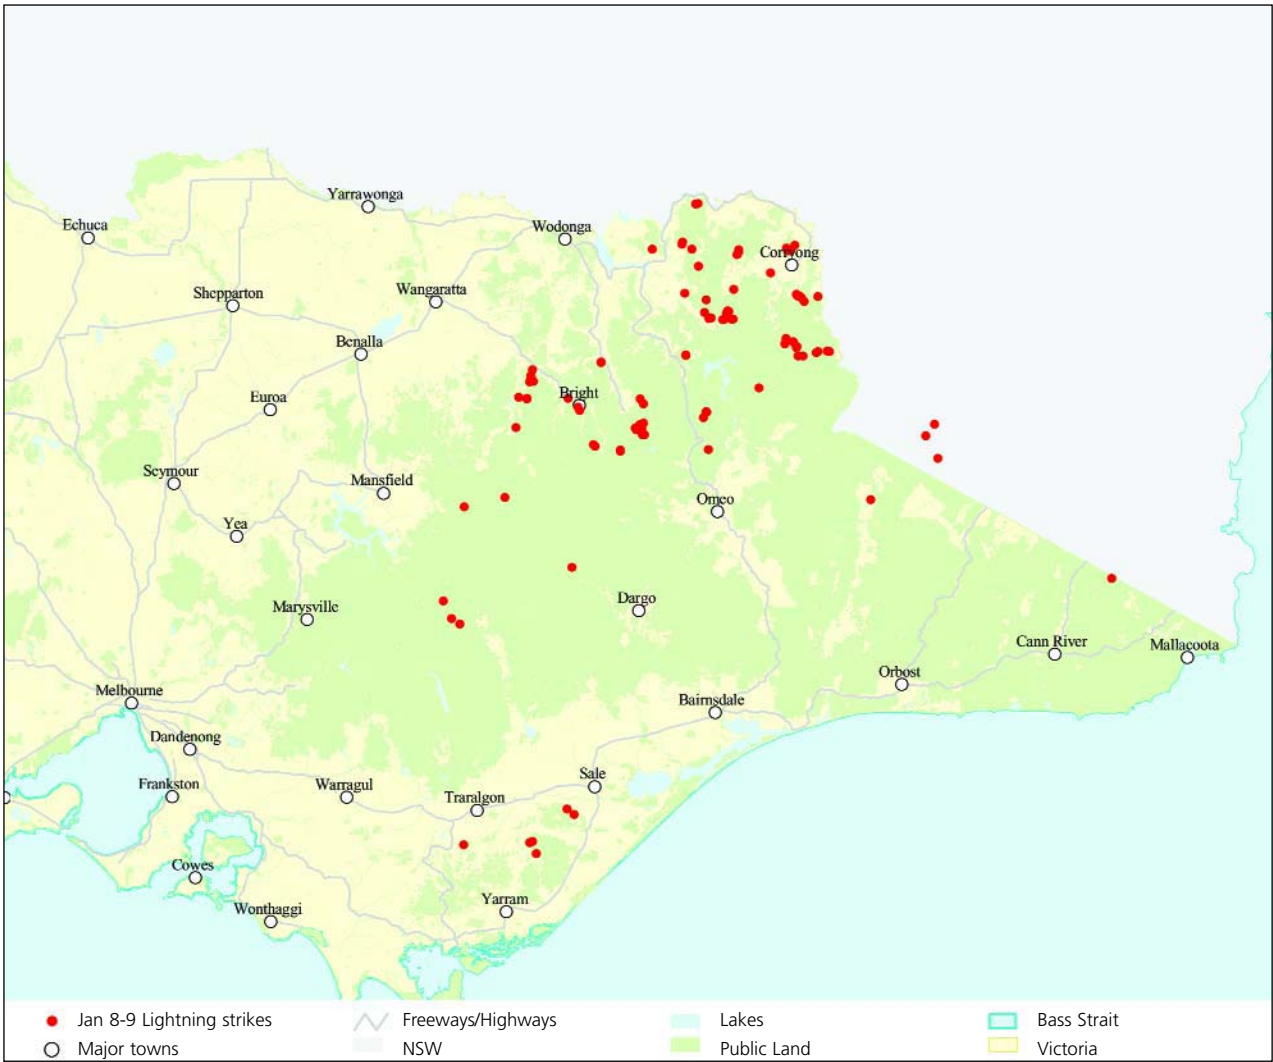 Yarrawonga
Echuca
Wodonga
Corryong
Shepparton
Wangaratta
Benalla
Euroa
Bright
Seymour
Mansfield
Omeo
Yea
Marysville
Dargo
Cann River
Mallacoota
Orbost
Melbourne
Bairnsdale
Dandenong
Sale
Frankston
Warragul
Traralgon
Cowes
Yarram
Wonthaggi
Jan 8-9 Lightning strikes
Freeways/Highways
Lakes
Bass Strait
Major towns
NSW
Public Land
Victoria